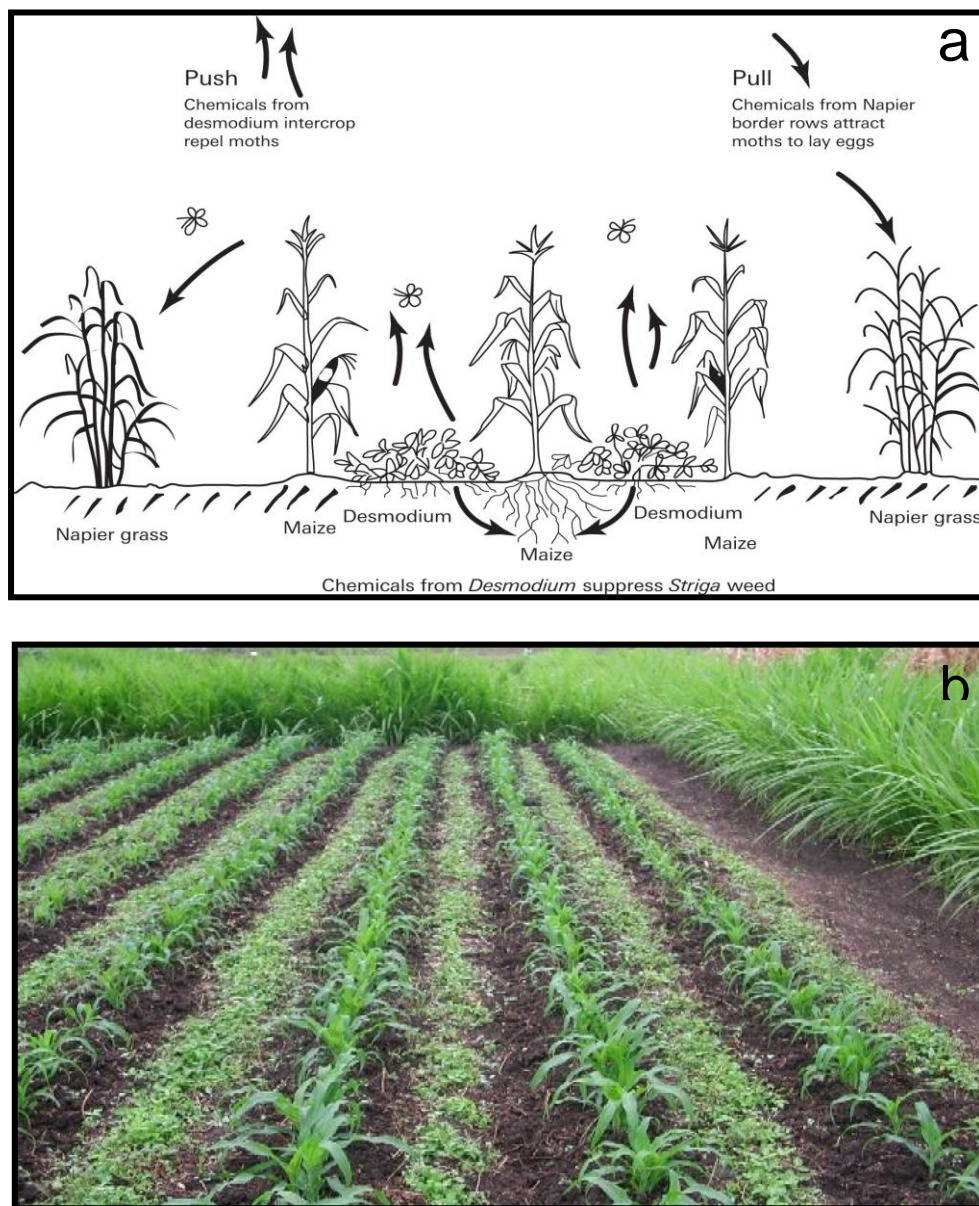 a
Push
Chemicals from
desmodium intercrop
repel moths
Pull
Chemicals from Napier
border rows attract
moths to lay eggs
Napier grass
Maize
Desmodium
Maize
Desmodium
Maize
Napier grass
Chemicals from Desmodium suppress Striga weed
b